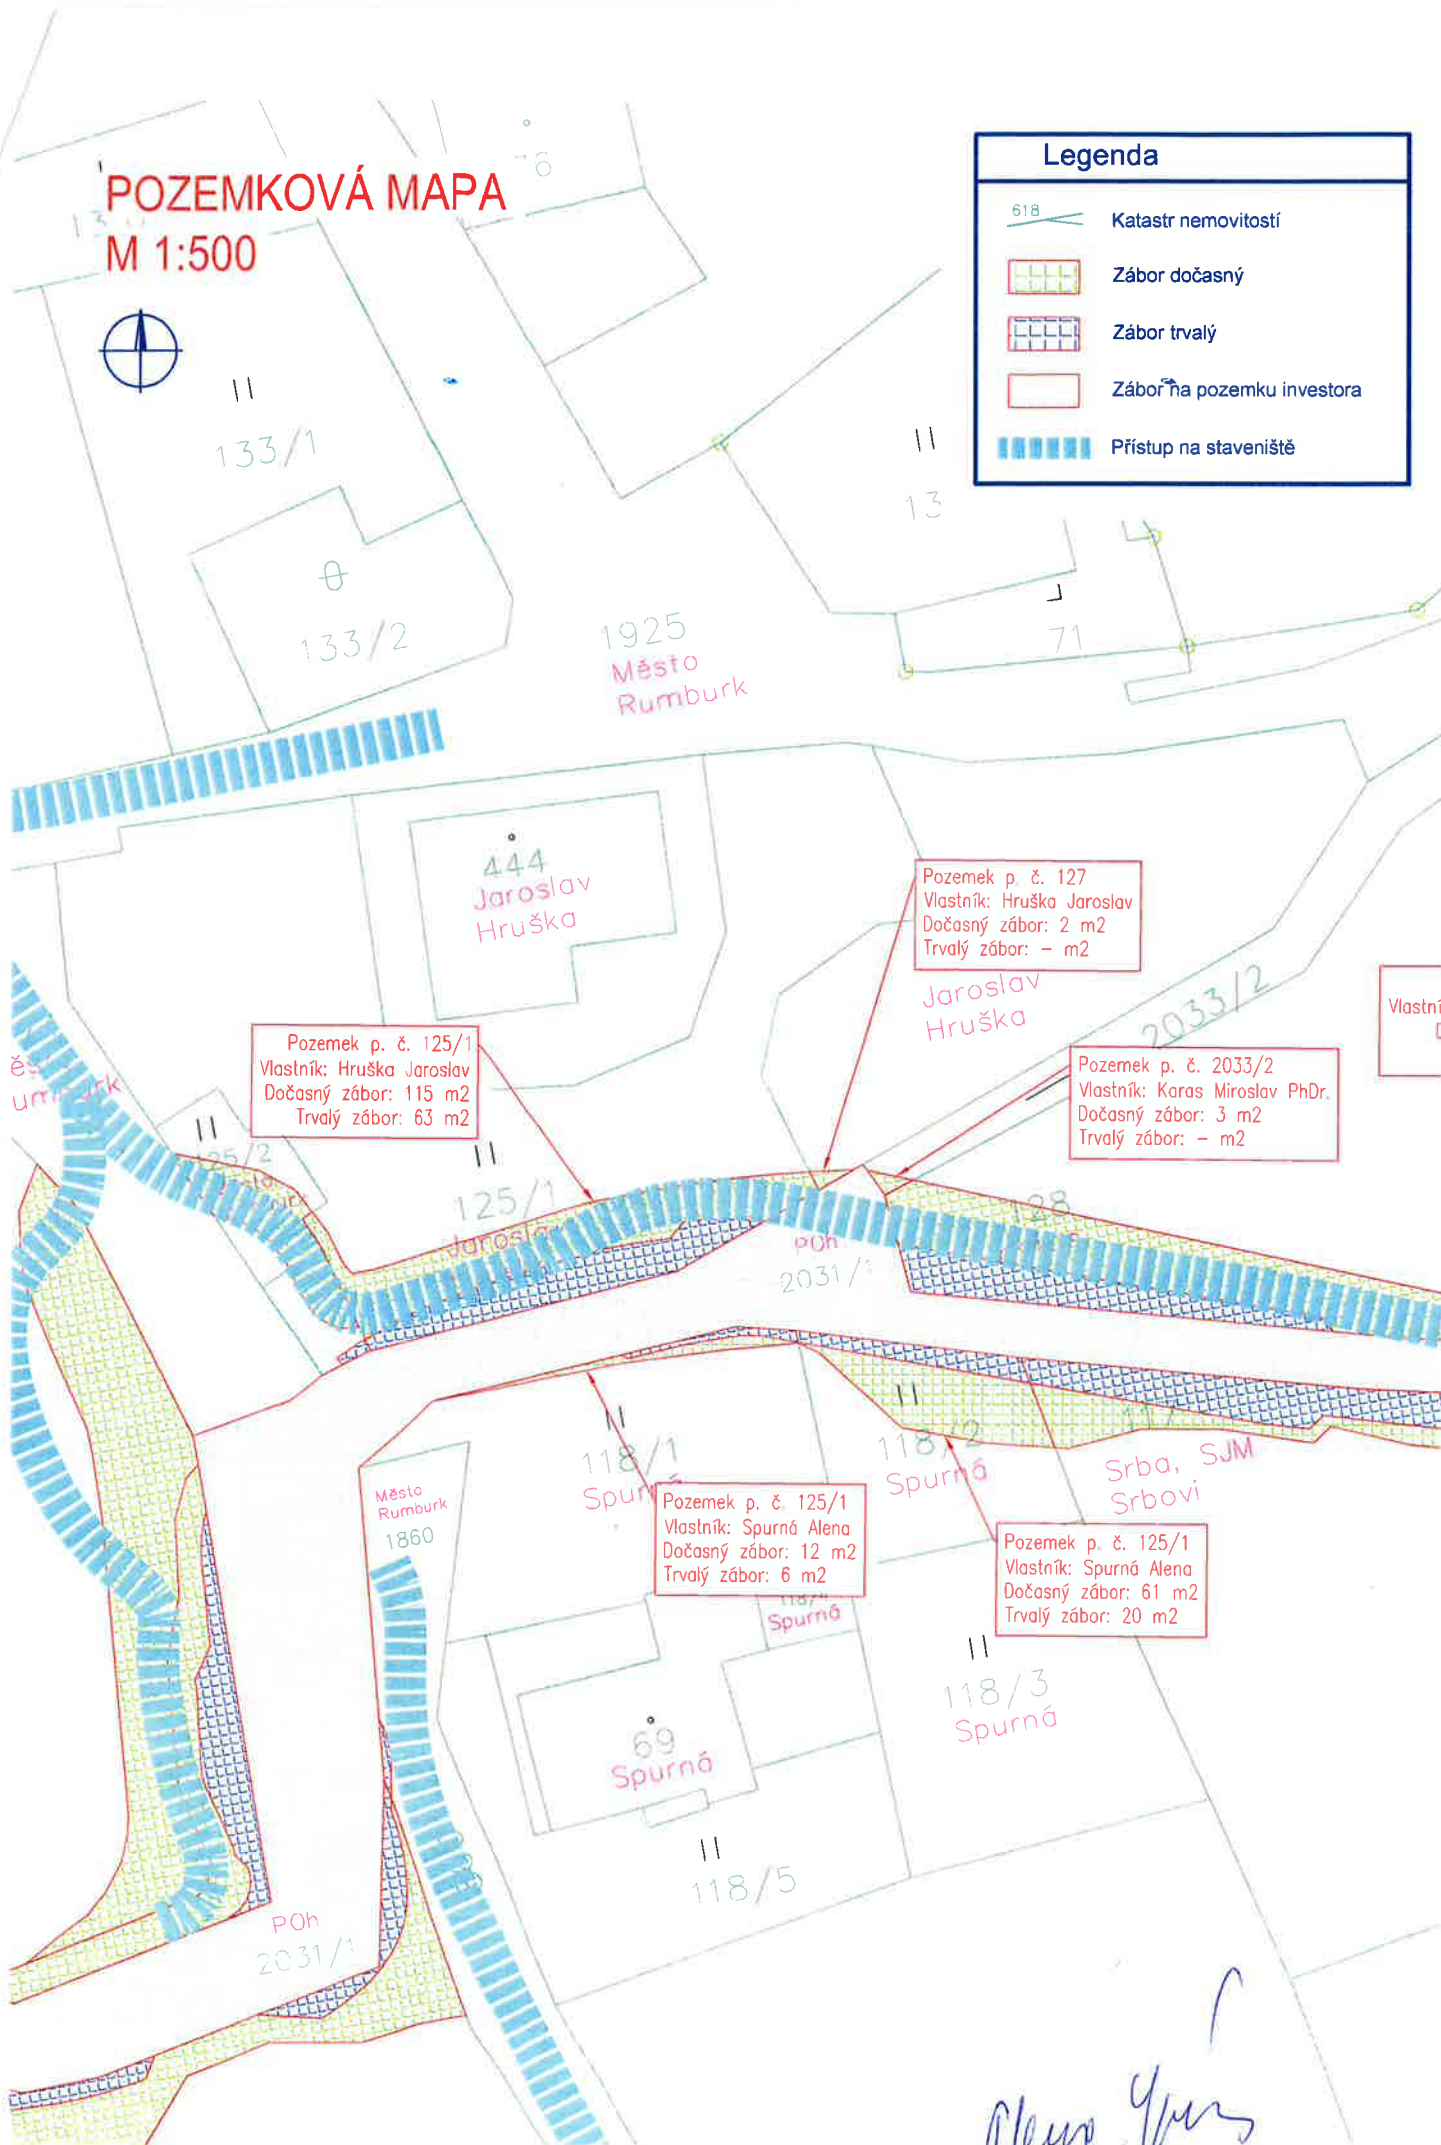 POZEMKOVÁ MAPA
M 1:500
Legenda
618
Katastr nemovitostí
Zábor dočasný
Zábor trvalý
Zábor na pozemku investora
Přístup na staveniště
133/1
133/2
13
71
1925
Město
Rumburk
444
Jaroslav
Hruška
Pozemek p. č. 127
Vlastník: Hruška Jaroslav
Dočasný zábor: 2 m2
Trvalý zábor: – m2
Jaroslav
Hruška
2033/2
Pozemek p. č. 125/1
Vlastník: Hruška Jaroslav
Dočasný zábor: 115 m2
Trvalý zábor: 63 m2
Pozemek p. č. 2033/2
Vlastník: Karas Miroslav PhDr.
Dočasný zábor: 3 m2
Trvalý zábor: – m2
125/2
125/1
128
POh
2031/1
118/1
118/2
Spurná
117
Srba, SJM
Srbovi
Město
Rumburk
1860
Pozemek p. č. 125/1
Vlastník: Spurná Alena
Dočasný zábor: 12 m2
Trvalý zábor: 6 m2
Pozemek p. č. 125/1
Vlastník: Spurná Alena
Dočasný zábor: 61 m2
Trvalý zábor: 20 m2
Spurná
118/3
Spurná
69
Spurná
118/5
POh
2031/1